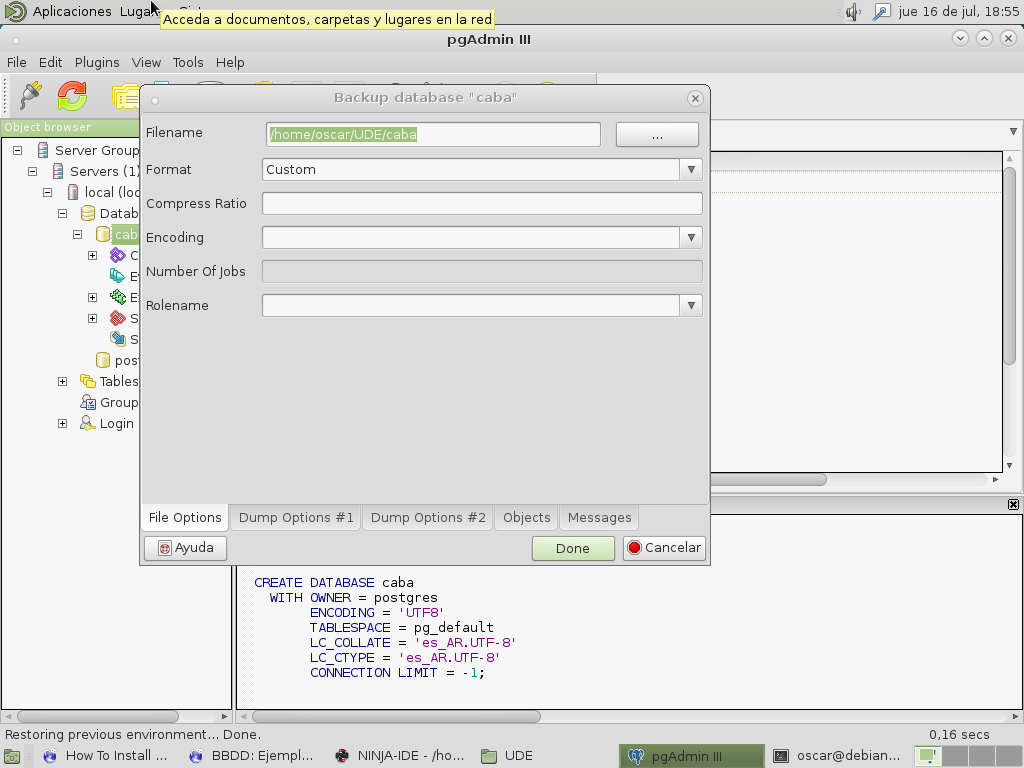 Aplicaciones Luga
jue 16 de jul, 18:55
Acceda a documentos, carpetas y lugares en la red
pgAdmin III
File Edit Plugins View Tools Help
Object browser
Server Group
Servers (1)
local (loc
Datab
cab
C
E
E
S
S
post
Tables
Group
Login
Backup database "caba"
Filename /home/oscar/UDE/caba ...
Format Custom
Compress Ratio
Encoding
Number Of Jobs
Rolename
File Options Dump Options #1 Dump Options #2 Objects Messages
Ayuda Done Cancelar
CREATE DATABASE caba
WITH OWNER = postgres
ENCODING = 'UTF8'
TABLESPACE = pg_default
LC_COLLATE = 'es_AR.UTF-8'
LC_CTYPE = 'es_AR.UTF-8'
CONNECTION LIMIT = -1;
Restoring previous environment... Done. 0,16 secs
How To Install ... BBDD: Ejempl... NINJA-IDE - /ho... UDE pgAdmin III oscar@debian...